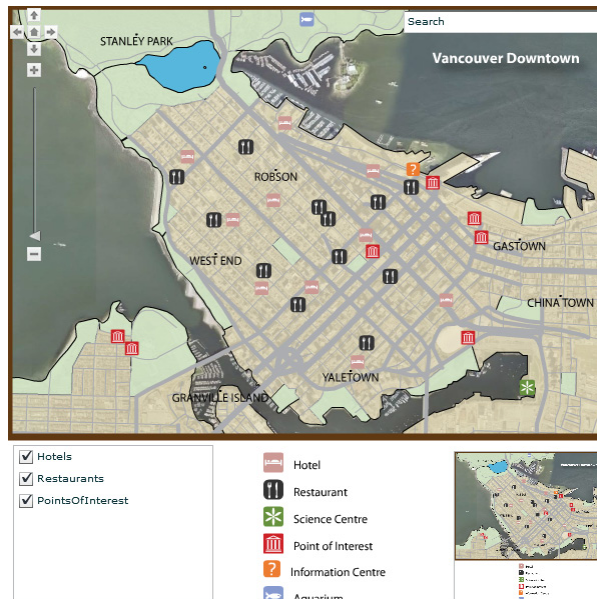 Search
STANLEY PARK
Vancouver Downtown
?
ROBSON
GASTOWN
WEST END
CHINA TOWN
YALETOWN
GRANVILLE ISLAND
Hotels
Restaurants
PointsOfInterest
Hotel
Restaurant
Science Centre
Point of Interest
? Information Centre
Aquarium